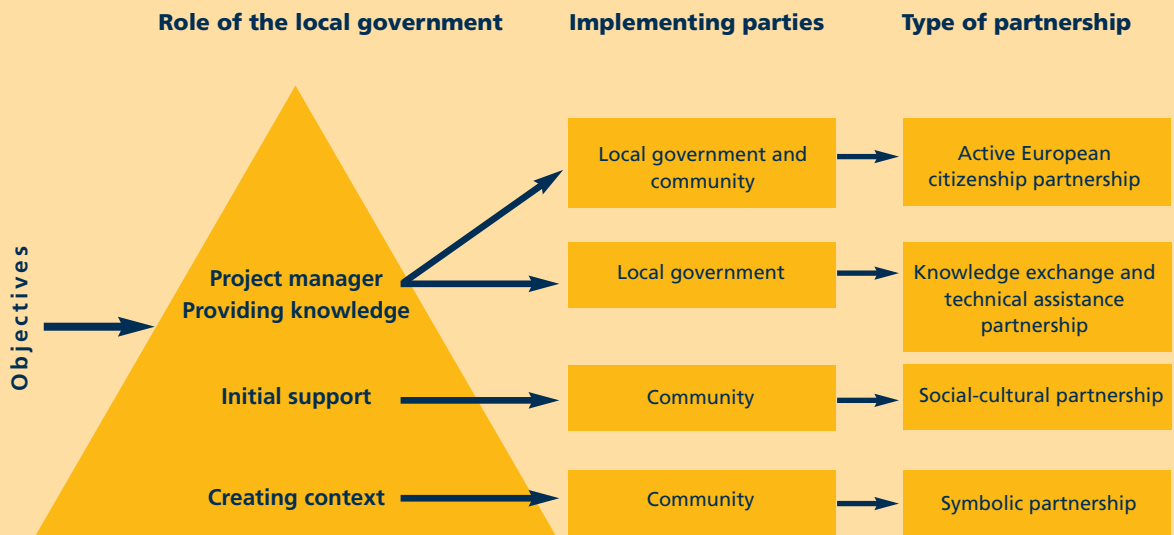 Role of the local government
Implementing parties
Type of partnership
Objectives
Project manager
Providing knowledge
Initial support
Creating context
Local government and
community
Local government
Community
Community
Active European
citizenship partnership
Knowledge exchange and
technical assistance
partnership
Social-cultural partnership
Symbolic partnership